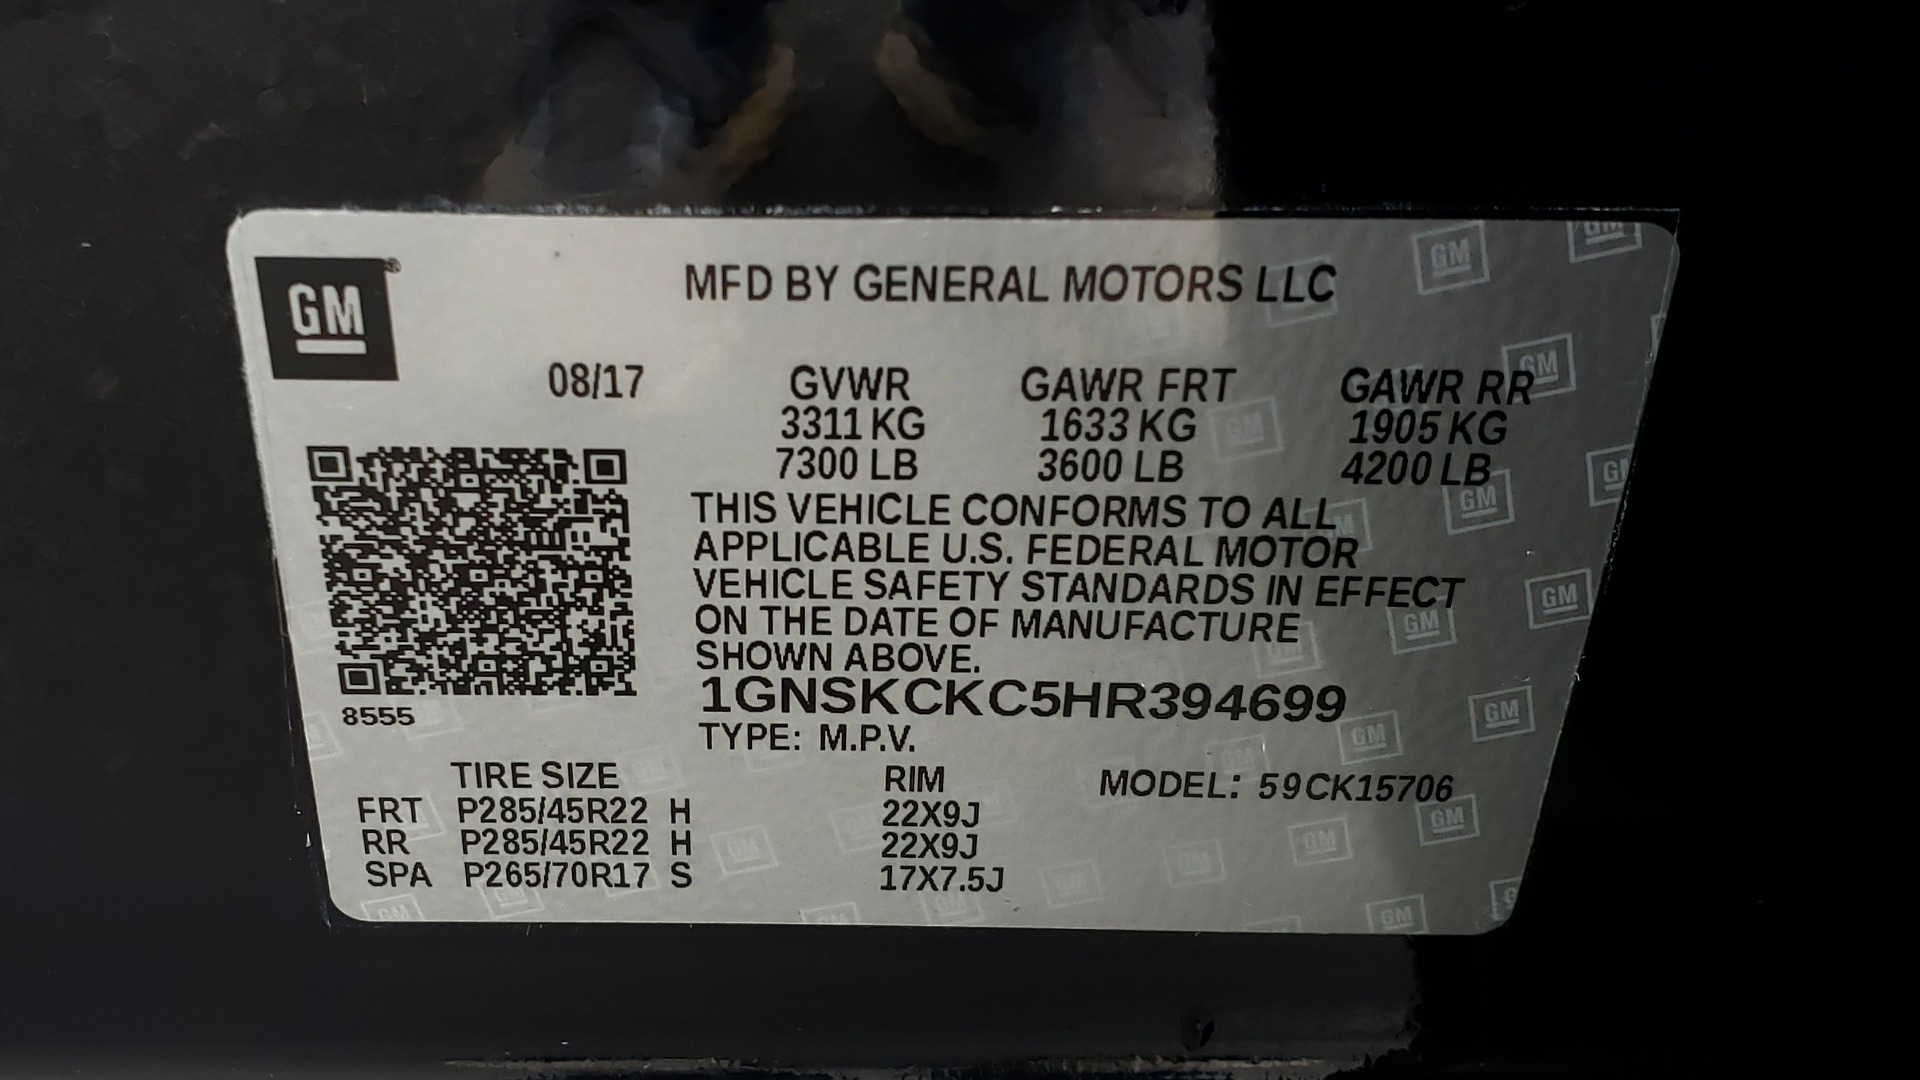 GM
MFD BY GENERAL MOTORS LLC
08/17 GVWR GAWR FRT GAWR RR
3311 KG 1633 KG 1905 KG
7300 LB 3600 LB 4200 LB
THIS VEHICLE CONFORMS TO ALL
APPLICABLE U.S. FEDERAL MOTOR
VEHICLE SAFETY STANDARDS IN EFFECT
ON THE DATE OF MANUFACTURE
SHOWN ABOVE.
1GNSKCKC5HR394699
8555
TYPE: M.P.V.
TIRE SIZE RIM MODEL: 59CK15706
FRT P285/45R22 H 22X9J
RR P285/45R22 H 22X9J
SPA P265/70R17 S 17X7.5J